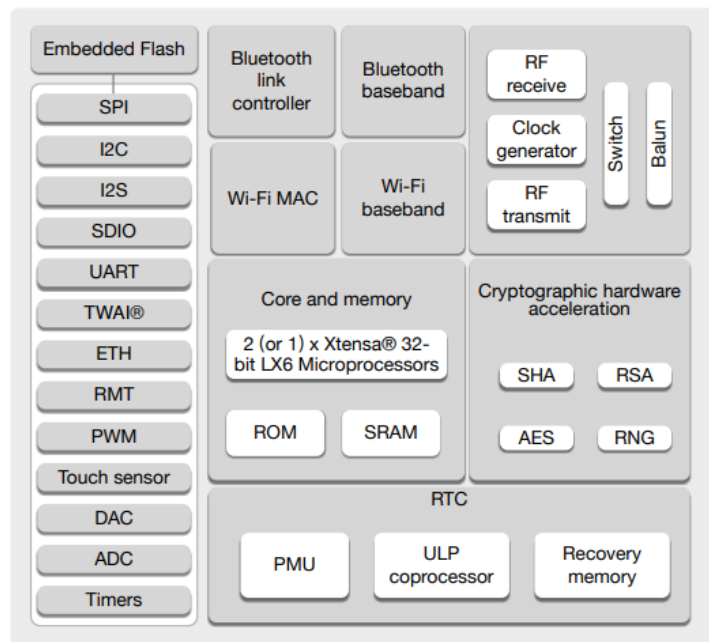 Embedded Flash
SPI
I2C
I2S
SDIO
UART
TWAI®
ETH
RMT
PWM
Touch sensor
DAC
ADC
Timers
Bluetooth
link
controller
Bluetooth
baseband
Wi-Fi MAC
Wi-Fi
baseband
RF
receive
Clock
generator
RF
transmit
Switch
Balun
Core and memory
2 (or 1) x Xtensa® 32-
bit LX6 Microprocessors
ROM
SRAM
Cryptographic hardware
acceleration
SHA
RSA
AES
RNG
RTC
PMU
ULP
coprocessor
Recovery
memory